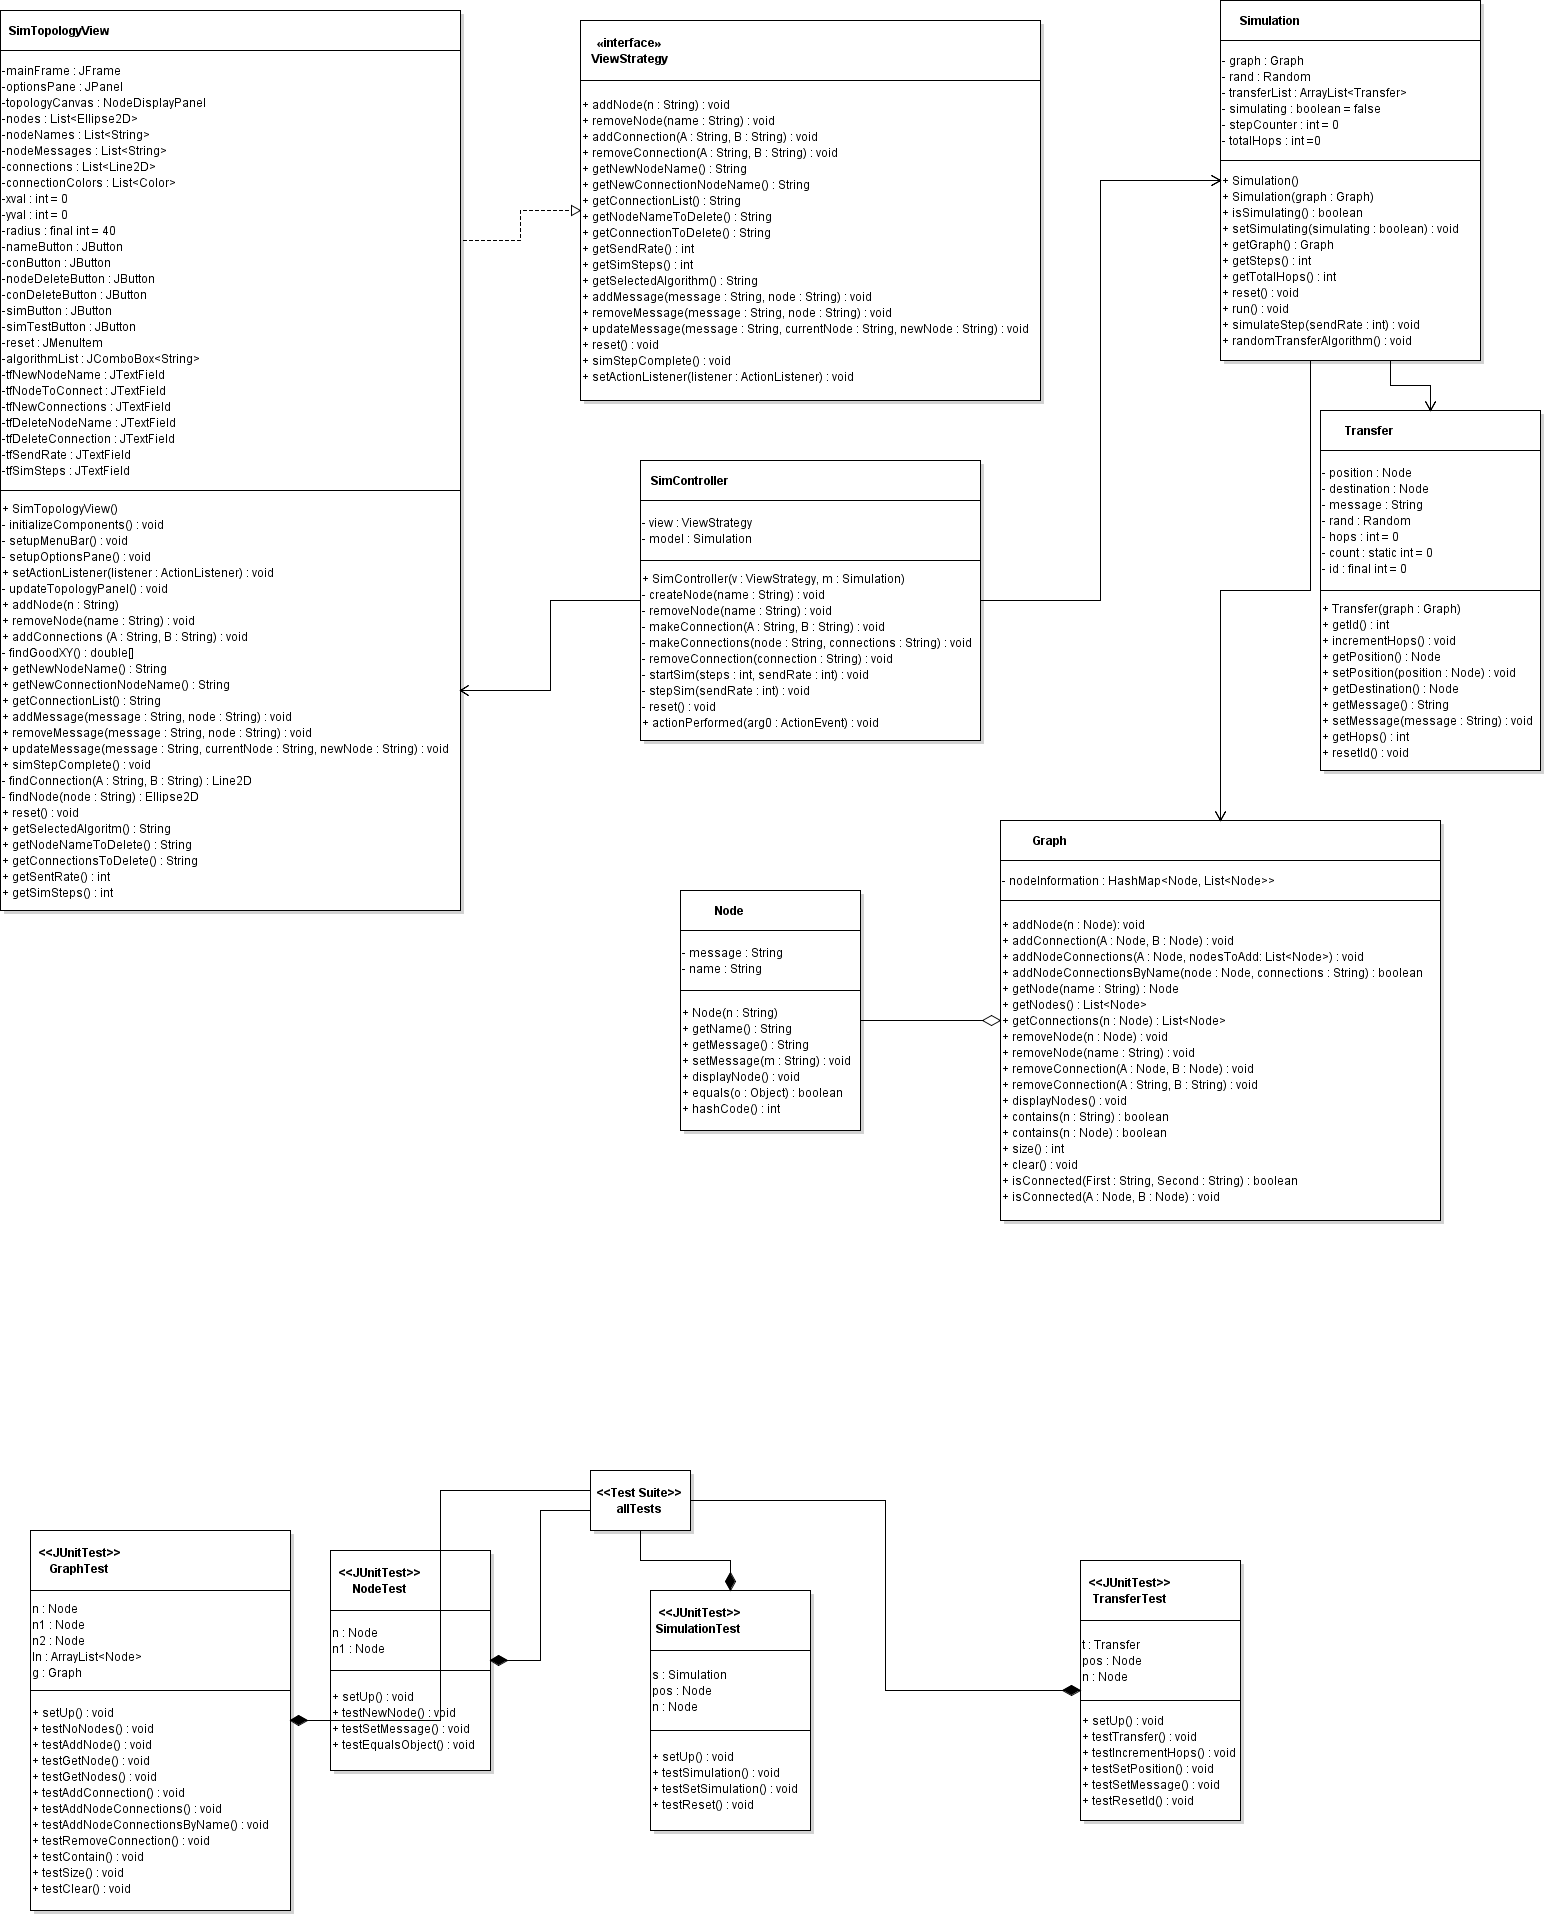 SimTopologyView
-mainFrame : JFrame
-optionsPane : JPanel
-topologyCanvas : NodeDisplayPanel
-nodes : List<Ellipse2D>
-nodeNames : List<String>
-nodeMessages : List<String>
-connections : List<Line2D>
-connectionColors : List<Color>
-xval : int = 0
-yval : int = 0
-radius : final int = 40
-nameButton : JButton
-conButton : JButton
-nodeDeleteButton : JButton
-conDeleteButton : JButton
-simButton : JButton
-simTestButton : JButton
-reset : JMenuItem
-algorithmList : JComboBox<String>
-tfNewNodeName : JTextField
-tfNodeToConnect : JTextField
-tfNewConnections : JTextField
-tfDeleteNodeName : JTextField
-tfDeleteConnection : JTextField
-tfSendRate : JTextField
-tfSimSteps : JTextField
+ SimTopologyView()
- initializeComponents() : void
- setupMenuBar() : void
- setupOptionsPane() : void
+ setActionListener(listener : ActionListener) : void
- updateTopologyPanel() : void
+ addNode(n : String)
+ removeNode(name : String) : void
+ addConnections (A : String, B : String) : void
- findGoodXY() : double[]
+ getNewNodeName() : String
+ getNewConnectionNodeName() : String
+ getConnectionList() : String
+ addMessage(message : String, node : String) : void
+ removeMessage(message : String, node : String) : void
+ updateMessage(message : String, currentNode : String, newNode : String) : void
+ simStepComplete() : void
- findConnection(A : String, B : String) : Line2D
- findNode(node : String) : Ellipse2D
+ reset() : void
+ getSelectedAlgoritm() : String
+ getNodeNameToDelete() : String
+ getConnectionsToDelete() : String
+ getSentRate() : int
+ getSimSteps() : int
«interface»
ViewStrategy
+ addNode(n : String) : void
+ removeNode(name : String) : void
+ addConnection(A : String, B : String) : void
+ removeConnection(A : String, B : String) : void
+ getNewNodeName() : String
+ getNewConnectionNodeName() : String
+ getConnectionList() : String
+ getNodeNameToDelete() : String
+ getConnectionToDelete() : String
+ getSendRate() : int
+ getSimSteps() : int
+ getSelectedAlgorithm() : String
+ addMessage(message : String, node : String) : void
+ removeMessage(message : String, node : String) : void
+ updateMessage(message : String, currentNode : String, newNode : String) : void
+ reset() : void
+ simStepComplete() : void
+ setActionListener(listener : ActionListener) : void
Simulation
- graph : Graph
- rand : Random
- transferList : ArrayList<Transfer>
- simulating : boolean = false
- stepCounter : int = 0
- totalHops : int =0
+ Simulation()
+ Simulation(graph : Graph)
+ isSimulating() : boolean
+ setSimulating(simulating : boolean) : void
+ getGraph() : Graph
+ getSteps() : int
+ getTotalHops() : int
+ reset() : void
+ run() : void
+ simulateStep(sendRate : int) : void
+ randomTransferAlgorithm() : void
Transfer
- position : Node
- destination : Node
- message : String
- rand : Random
- hops : int = 0
- count : static int = 0
- id : final int = 0
+ Transfer(graph : Graph)
+ getId() : int
+ incrementHops() : void
+ getPosition() : Node
+ setPosition(position : Node) : void
+ getDestination() : Node
+ getMessage() : String
+ setMessage(message : String) : void
+ getHops() : int
+ resetId() : void
SimController
- view : ViewStrategy
- model : Simulation
+ SimController(v : ViewStrategy, m : Simulation)
- createNode(name : String) : void
- removeNode(name : String) : void
- makeConnection(A : String, B : String) : void
- makeConnections(node : String, connections : String) : void
- removeConnection(connection : String) : void
- startSim(steps : int, sendRate : int) : void
- stepSim(sendRate : int) : void
- reset() : void
+ actionPerformed(arg0 : ActionEvent) : void
Graph
- nodeInformation : HashMap<Node, List<Node>>
+ addNode(n : Node): void
+ addConnection(A : Node, B : Node) : void
+ addNodeConnections(A : Node, nodesToAdd: List<Node>) : void
+ addNodeConnectionsByName(node : Node, connections : String) : boolean
+ getNode(name : String) : Node
+ getNodes() : List<Node>
+ getConnections(n : Node) : List<Node>
+ removeNode(n : Node) : void
+ removeNode(name : String) : void
+ removeConnection(A : Node, B : Node) : void
+ removeConnection(A : String, B : String) : void
+ displayNodes() : void
+ contains(n : String) : boolean
+ contains(n : Node) : boolean
+ size() : int
+ clear() : void
+ isConnected(First : String, Second : String) : boolean
+ isConnected(A : Node, B : Node) : void
Node
- message : String
- name : String
+ Node(n : String)
+ getName() : String
+ getMessage() : String
+ setMessage(m : String) : void
+ displayNode() : void
+ equals(o : Object) : boolean
+ hashCode() : int
<<Test Suite>>
allTests
<<JUnitTest>>
GraphTest
n : Node
n1 : Node
n2 : Node
ln : ArrayList<Node>
g : Graph
+ setUp() : void
+ testNoNodes() : void
+ testAddNode() : void
+ testGetNode() : void
+ testGetNodes() : void
+ testAddConnection() : void
+ testAddNodeConnections() : void
+ testAddNodeConnectionsByName() : void
+ testRemoveConnection() : void
+ testContain() : void
+ testSize() : void
+ testClear() : void
<<JUnitTest>>
NodeTest
n : Node
n1 : Node
+ setUp() : void
+ testNewNode() : void
+ testSetMessage() : void
+ testEqualsObject() : void
<<JUnitTest>>
SimulationTest
s : Simulation
pos : Node
n : Node
+ setUp() : void
+ testSimulation() : void
+ testSetSimulation() : void
+ testReset() : void
<<JUnitTest>>
TransferTest
t : Transfer
pos : Node
n : Node
+ setUp() : void
+ testTransfer() : void
+ testIncrementHops() : void
+ testSetPosition() : void
+ testSetMessage() : void
+ testResetId() : void